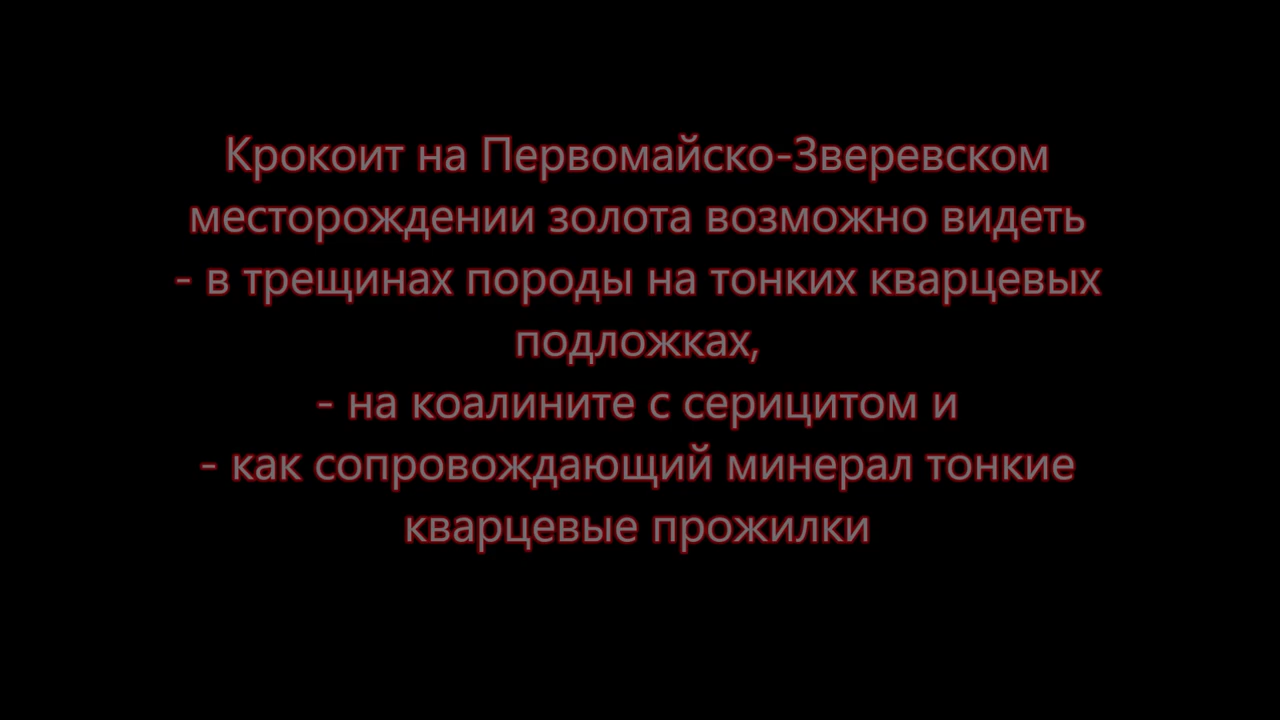 Крокоит на Первомайско-Зверевском
месторождении золота возможно видеть
- в трещинах породы на тонких кварцевых
подложках,
- на коалините с серицитом и
- как сопровождающий минерал тонкие
кварцевые прожилки